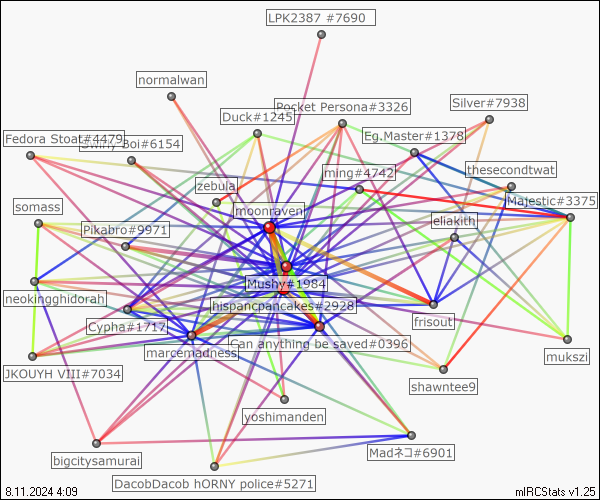 LPK2387 #7690
normalwan
Pocket Persona#3326
Silver#7938
Duck#1245
Eg.Master#1378
Fedora Stoat#4479
Boi#6154
thesecondtwat
ming#4742
zebula
Majestic#3375
somass
moonraven
eliakith
Pikabro#9971
Mushy#1984
neokingghidorah
hispancpancakes#2928
frisout
Cypha#1717
Can anything be saved#0396
marcemadness
mukszi
JKOUYH VIII#7034
shawntee9
yoshimanden
Madネコ#6901
bigcitysamurai
DacobDacob hORNY police#5271
8.11.2024 4:09
mIRCStats v1.25